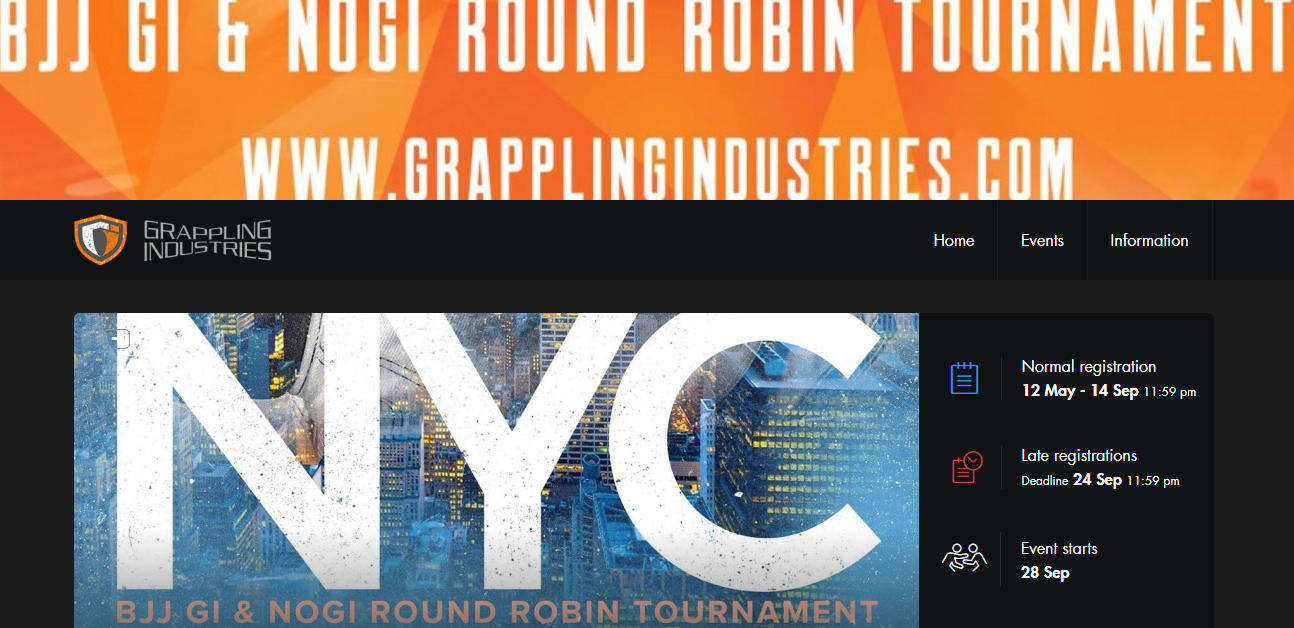 BJJ GI & NOGI ROUND ROBIN TOURNAMENT
WWW.GRAPPLINGINDUSTRIES.COM
GRAPPLING
INDUSTRIES
Home
Events
Information
NYC
BJJ GI & NOGI ROUND ROBIN TOURNAMENT
Normal registration
12 May - 14 Sep 11:59 pm
Late registrations
Deadline 24 Sep 11:59 pm
Event starts
28 Sep